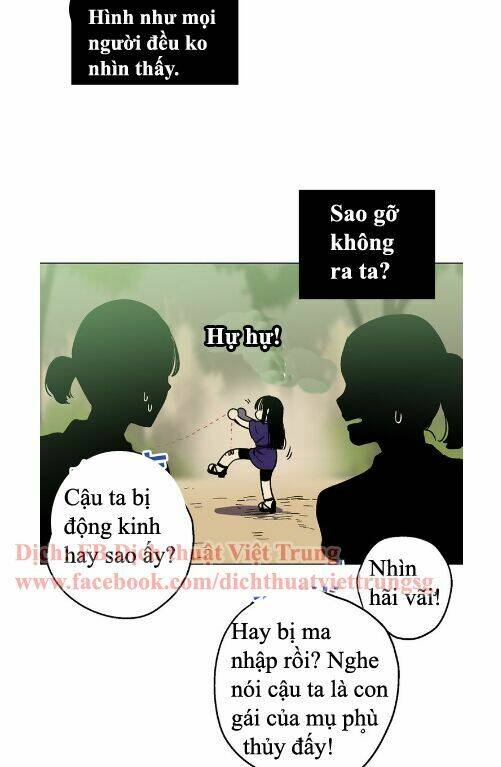 Hình như mọi
người đều ko
nhìn thấy.
Sao gỡ
không
ra ta?
Hự hự!
Cậu ta bị
động kinh
hay sao ấy?
Dịch FB Dịch thuật Việt Trung
www.facebook.com/dichthuatviettrungsg
Nhìn
hãi vãi!
Hay bị ma
nhập rồi? Nghe
nói cậu ta là con
gái của mụ phù
thủy đấy!